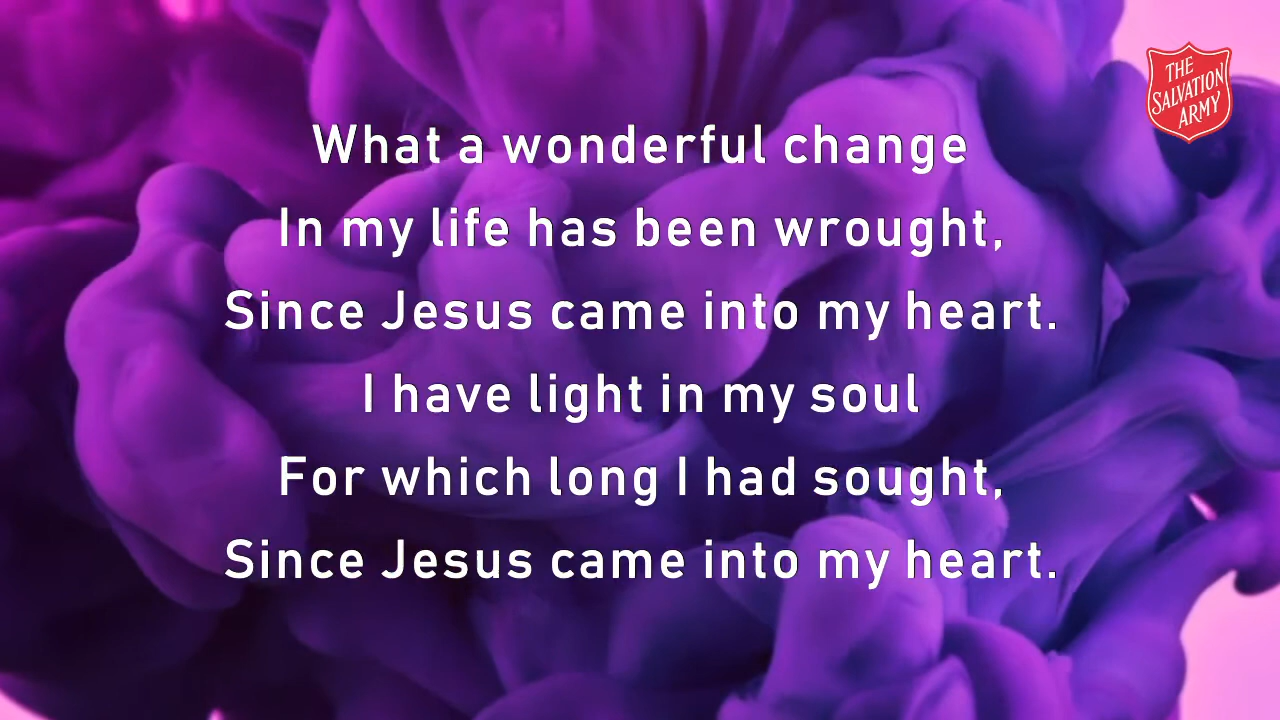 THE
SALVATION
ARMY
What a wonderful change
In my life has been wrought,
Since Jesus came into my heart.
I have light in my soul
For which long I had sought,
Since Jesus came into my heart.